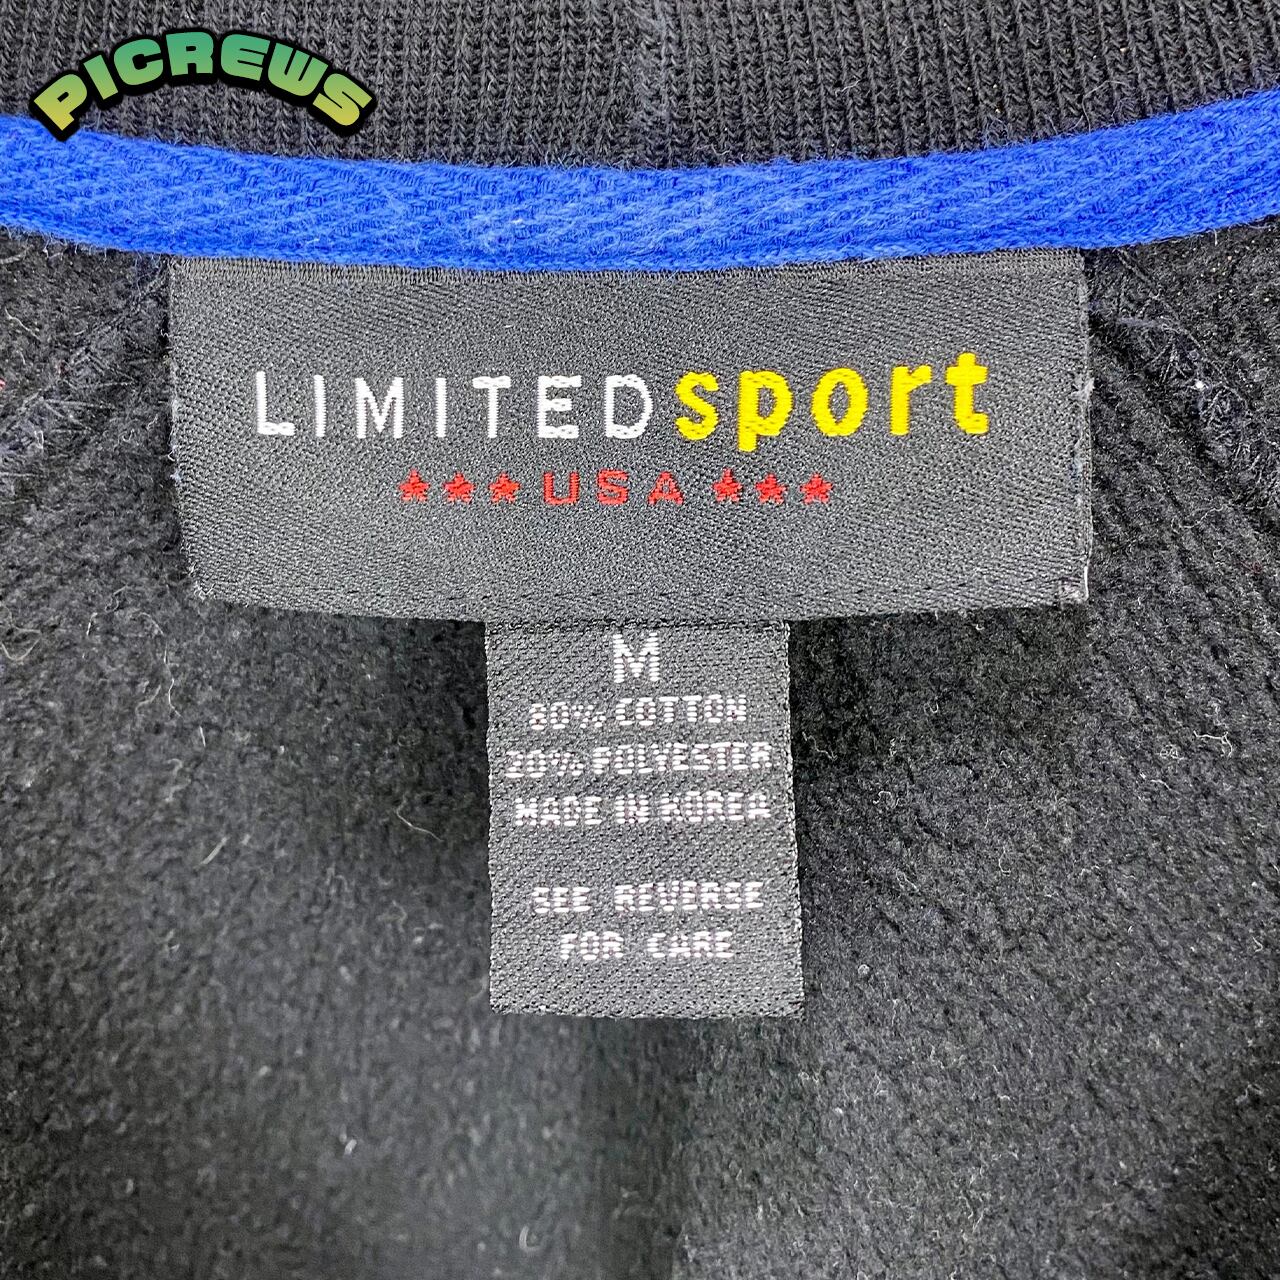 PICREWS
LIMITEDsport
★★★USA★★★
M
80% COTTON
20% POLYESTER
MADE IN KOREA
SEE REVERSE
FOR CARE